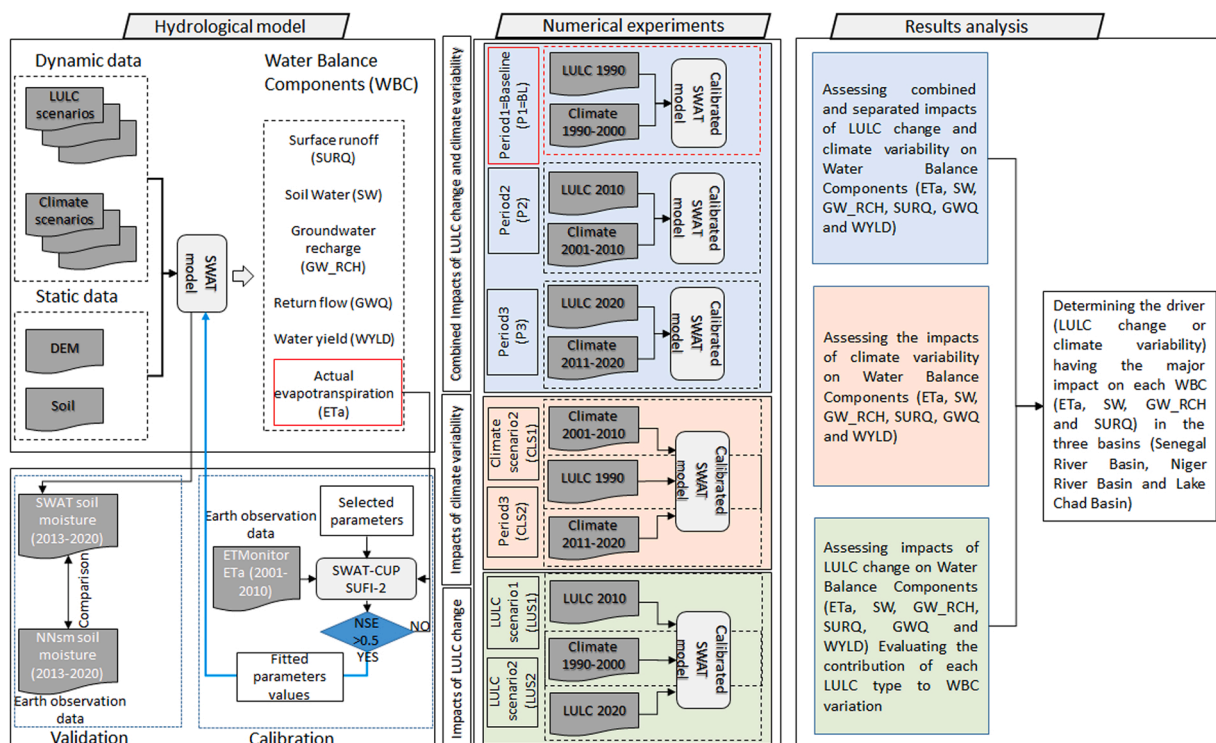 Hydrological model
Dynamic data
LULC
scenarios
Climate
scenarios
Static data
DEM
Soil
SWAT
model
Water Balance
Components (WBC)
Surface runoff
(SURQ)
Soil Water (SW)
Groundwater
recharge
(GW_RCH)
Return flow (GWQ)
Water yield (WYLD)
Actual
evapotranspiration
(ETa)
SWAT soil
moisture
(2013-2020)
Comparison
NNsm soil
moisture
(2013-2020)
Earth observation
data
Validation
Selected
parameters
Earth observation
data
ETMonitor
ETa (2001-
2010)
SWAT-CUP
SUFI-2
NSE
>0.5
NO
YES
Fitted
parameters
values
Calibration
Numerical experiments
Combined Impacts of LULC change and climate variability
Period1=Baseline
(P1=BL)
LULC 1990
Climate
1990-2000
Calibrated
SWAT
model
Period2
(P2)
LULC 2010
Climate
2001-2010
Calibrated
SWAT
model
Period3
(P3)
LULC 2020
Climate
2011-2020
Calibrated
SWAT
model
Impacts of climate variability
Climate
scenario2
(CLS1)
Period3
(CLS2)
Climate
2001-2010
LULC 1990
Climate
2011-2020
Calibrated
SWAT
model
Impacts of LULC change
LULC
scenario1
(LUS1)
LULC
scenario2
(LUS2
LULC 2010
Climate
1990-2000
LULC 2020
Calibrated
SWAT
model
Results analysis
Assessing combined
and separated impacts
of LULC change and
climate variability on
Water Balance
Components (ETa, SW,
GW_RCH, SURQ, GWQ
and WYLD)
Assessing the impacts
of climate variability
on Water Balance
Components (ETa, SW,
GW_RCH, SURQ, GWQ
and WYLD)
Assessing impacts of
LULC change on Water
Balance Components
(ETa, SW, GW_RCH,
SURQ, GWQ and
WYLD) Evaluating the
contribution of each
LULC type to WBC
variation
Determining the driver
(LULC change or
climate variability)
having the major
impact on each WBC
(ETa, SW, GW_RCH
and SURQ) in the
three basins (Senegal
River Basin, Niger
River Basin and Lake
Chad Basin)